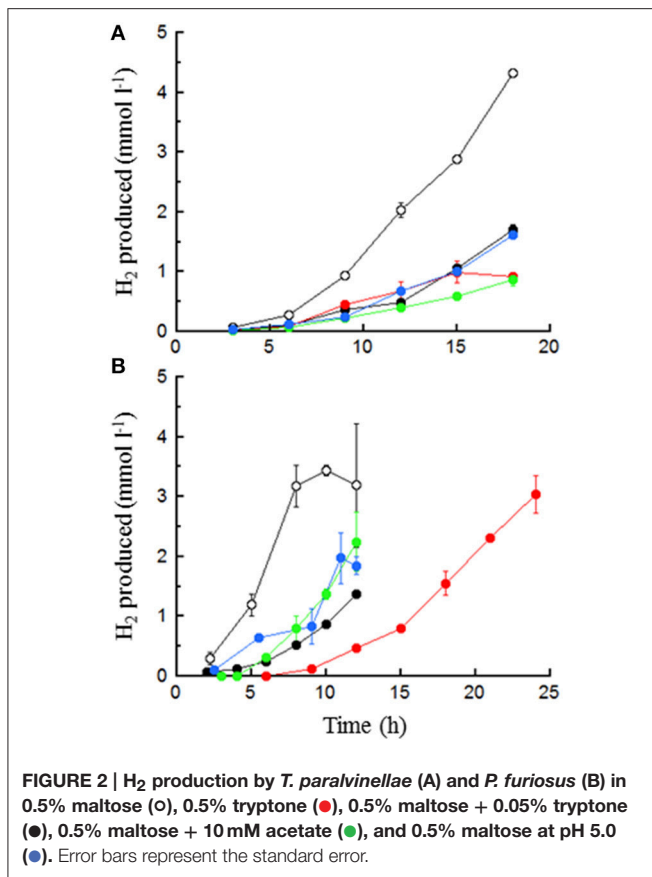 A
5
4
3
2
1
0
H₂ produced (mmol l⁻¹)
0 5 10 15 20
B
5
4
3
2
1
0
H₂ produced (mmol l⁻¹)
0 5 10 15 20 25
Time (h)
FIGURE 2 | H₂ production by T. paralvinellae (A) and P. furiosus (B) in
0.5% maltose (○), 0.5% tryptone (●), 0.5% maltose + 0.05% tryptone
(●), 0.5% maltose + 10 mM acetate (●), and 0.5% maltose at pH 5.0
(●). Error bars represent the standard error.